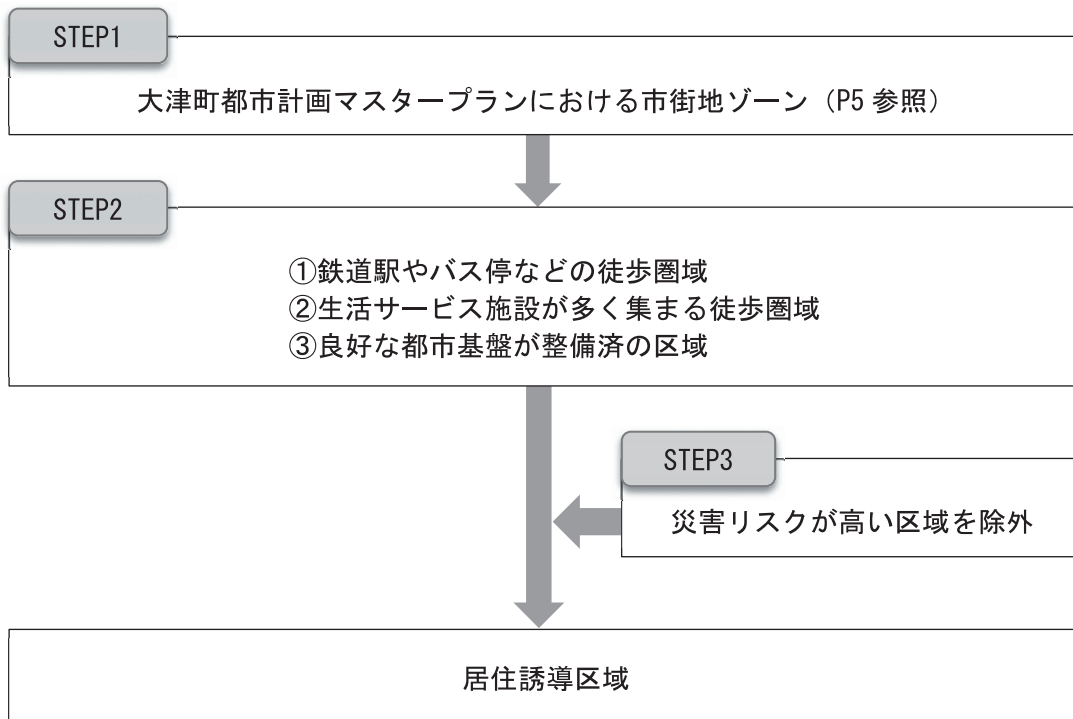 STEP1
大津町都市計画マスタープランにおける市街地ゾーン（P5 参照）
STEP2
①鉄道駅やバス停などの徒歩圏域
②生活サービス施設が多く集まる徒歩圏域
③良好な都市基盤が整備済の区域
STEP3
災害リスクが高い区域を除外
居住誘導区域